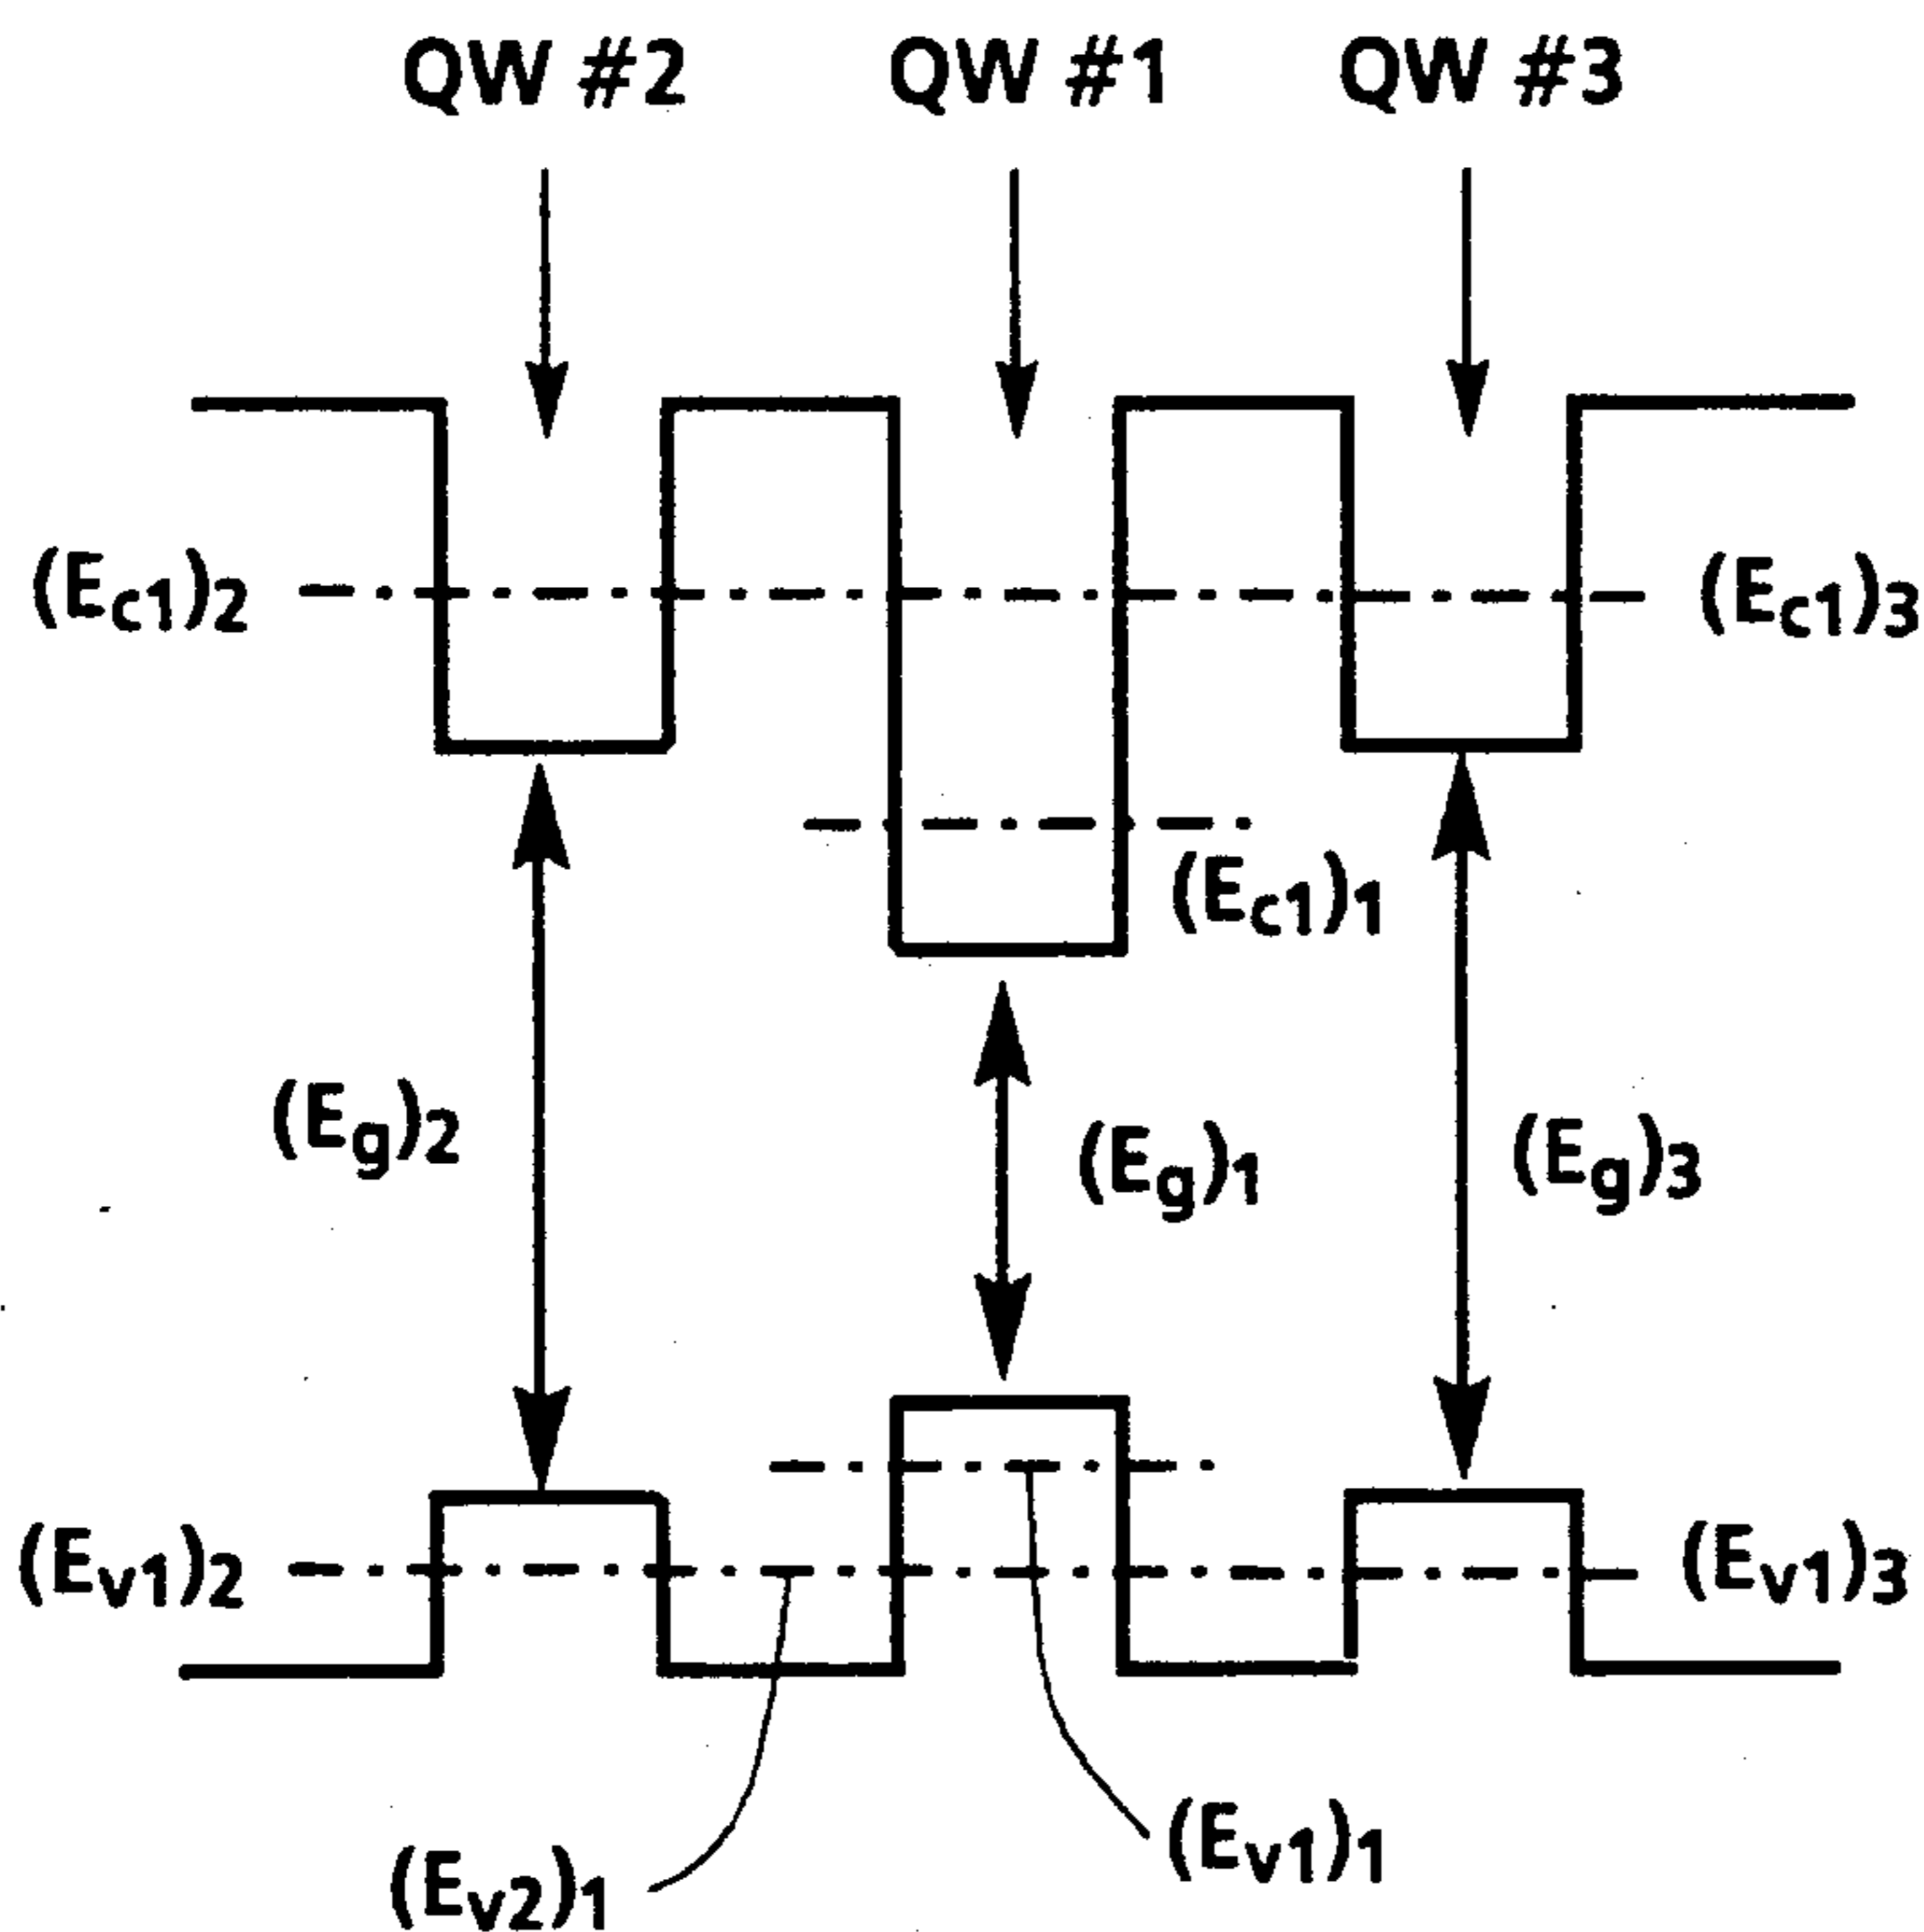 QW #2 QW #1 QW #3
(Ec1)2 (Ec1)3
(Ec1)1
(Eg)2 (Eg)1 (Eg)3
(Ev1)2 (Ev1)3
(Ev2)1 (Ev1)1